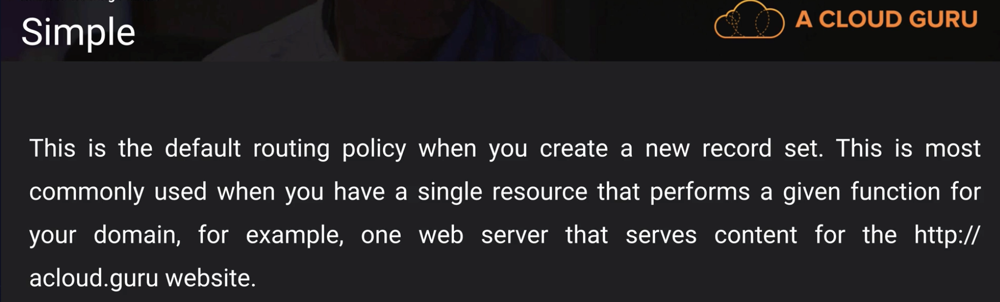 Simple
A CLOUD GURU
This is the default routing policy when you create a new record set. This is most
commonly used when you have a single resource that performs a given function for
your domain, for example, one web server that serves content for the http://
acloud.guru website.